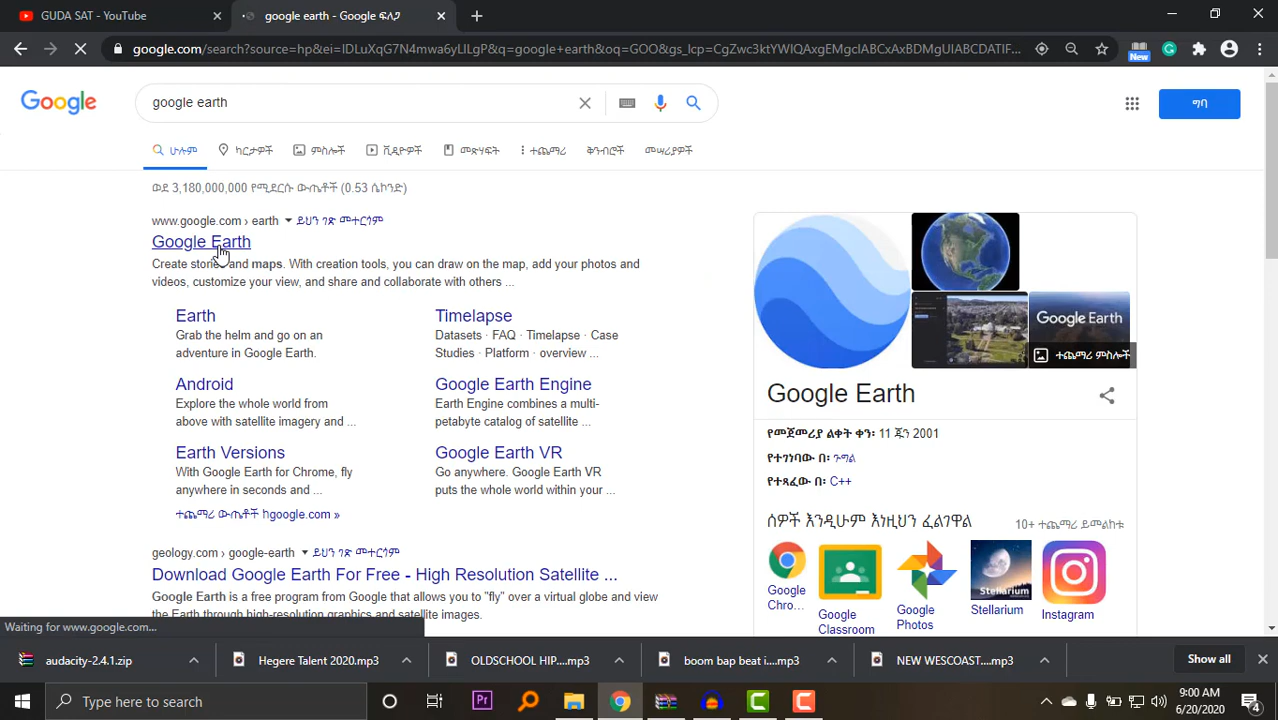 GUDA SAT - YouTube
google earth - Google ፍለጋ
google.com/search?source=hp&ei=IDLuXqG7N4mwa6yLILgP&q=google+earth&oq=GOO&gs_lcp=CgZwc3ktYWIQAxgEMgcIABCxAxBDMgUIABCDATIF...
New
Google
google earth
ግባ
ሁሉም
ካርታዎች
ምስሎች
ቪዲዮዎች
መጽሃፍት
ተጨማሪ
ቅንብሮች
መሣሪያዎች
ወደ 3,180,000,000 የሚደርሱ ውጤቶች (0.53 ሴኮንድ)
www.google.com › earth ይህን ገጽ መተርጎም
Google Earth
Create stories and maps. With creation tools, you can draw on the map, add your photos and
videos, customize your view, and share and collaborate with others ...
Earth
Grab the helm and go on an
adventure in Google Earth.
Timelapse
Datasets · FAQ · Timelapse · Case
Studies · Platform · overview ...
Android
Explore the whole world from
above with satellite imagery and ...
Google Earth Engine
Earth Engine combines a multi-
petabyte catalog of satellite ...
Earth Versions
With Google Earth for Chrome, fly
anywhere in seconds and ...
Google Earth VR
Go anywhere. Google Earth VR
puts the whole world within your ...
ተጨማሪ ውጤቶች ከgoogle.com »
geology.com › google-earth ይህን ገጽ መተርጎም
Download Google Earth For Free - High Resolution Satellite ...
Google Earth is a free program from Google that allows you to "fly" over a virtual globe and view
the Earth through high-resolution graphics and satellite images.
Google Earth
ተጨማሪ ምስሎች
Google Earth
የመጀመሪያ ልቀት ቀን: 11 ጁን 2001
የተገነባው በ: ጉግል
የተጻፈው በ: C++
ሰዎች እንዲሁም እነዚህን ፈልገዋል
10+ ተጨማሪ ይመልከቱ
Stellarium
Google
Chro...
Google
Classroom
Google
Photos
Stellarium
Instagram
Waiting for www.google.com...
audacity-2.4.1.zip
Hegere Talent 2020.mp3
OLDSCHOOL HIP....mp3
boom bap beat i....mp3
NEW WESCOAST....mp3
Show all
Type here to search
Pr
9:00 AM
6/20/2020
4